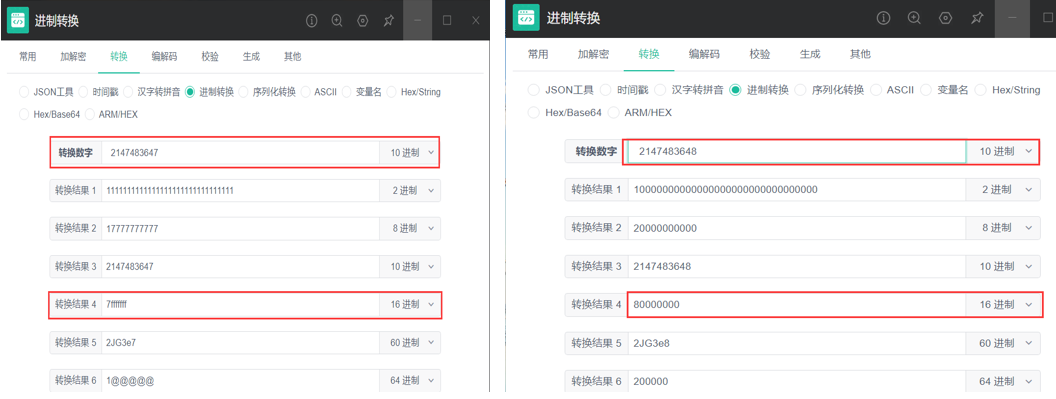 进制转换
常用 加解密 转换 编解码 校验 生成 其他
JSON工具 时间戳 汉字转拼音 进制转换 序列化转换 ASCII 变量名 Hex/String
Hex/Base64 ARM/HEX
转换数字 2147483647 10 进制
转换结果 1 1111111111111111111111111111111 2 进制
转换结果 2 17777777777 8 进制
转换结果 3 2147483647 10 进制
转换结果 4 7fffffff 16 进制
转换结果 5 2JG3e7 60 进制
转换结果 6 1@@@@@ 64 进制
进制转换
常用 加解密 转换 编解码 校验 生成 其他
JSON工具 时间戳 汉字转拼音 进制转换 序列化转换 ASCII 变量名 Hex/String
Hex/Base64 ARM/HEX
转换数字 2147483648 10 进制
转换结果 1 10000000000000000000000000000000 2 进制
转换结果 2 20000000000 8 进制
转换结果 3 2147483648 10 进制
转换结果 4 80000000 16 进制
转换结果 5 2JG3e8 60 进制
转换结果 6 200000 64 进制